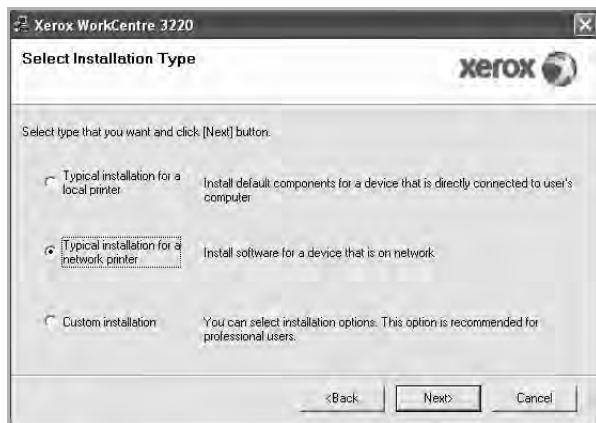 Xerox WorkCentre 3220
Select Installation Type
xerox
Select type that you want and click [Next] button.
Typical installation for a
local printer
Install default components for a device that is directly connected to user's
computer
Typical installation for a
network printer
Install software for a device that is on network
Custom installation
You can select installation options. This option is recommended for
professional users.
<Back
Next>
Cancel